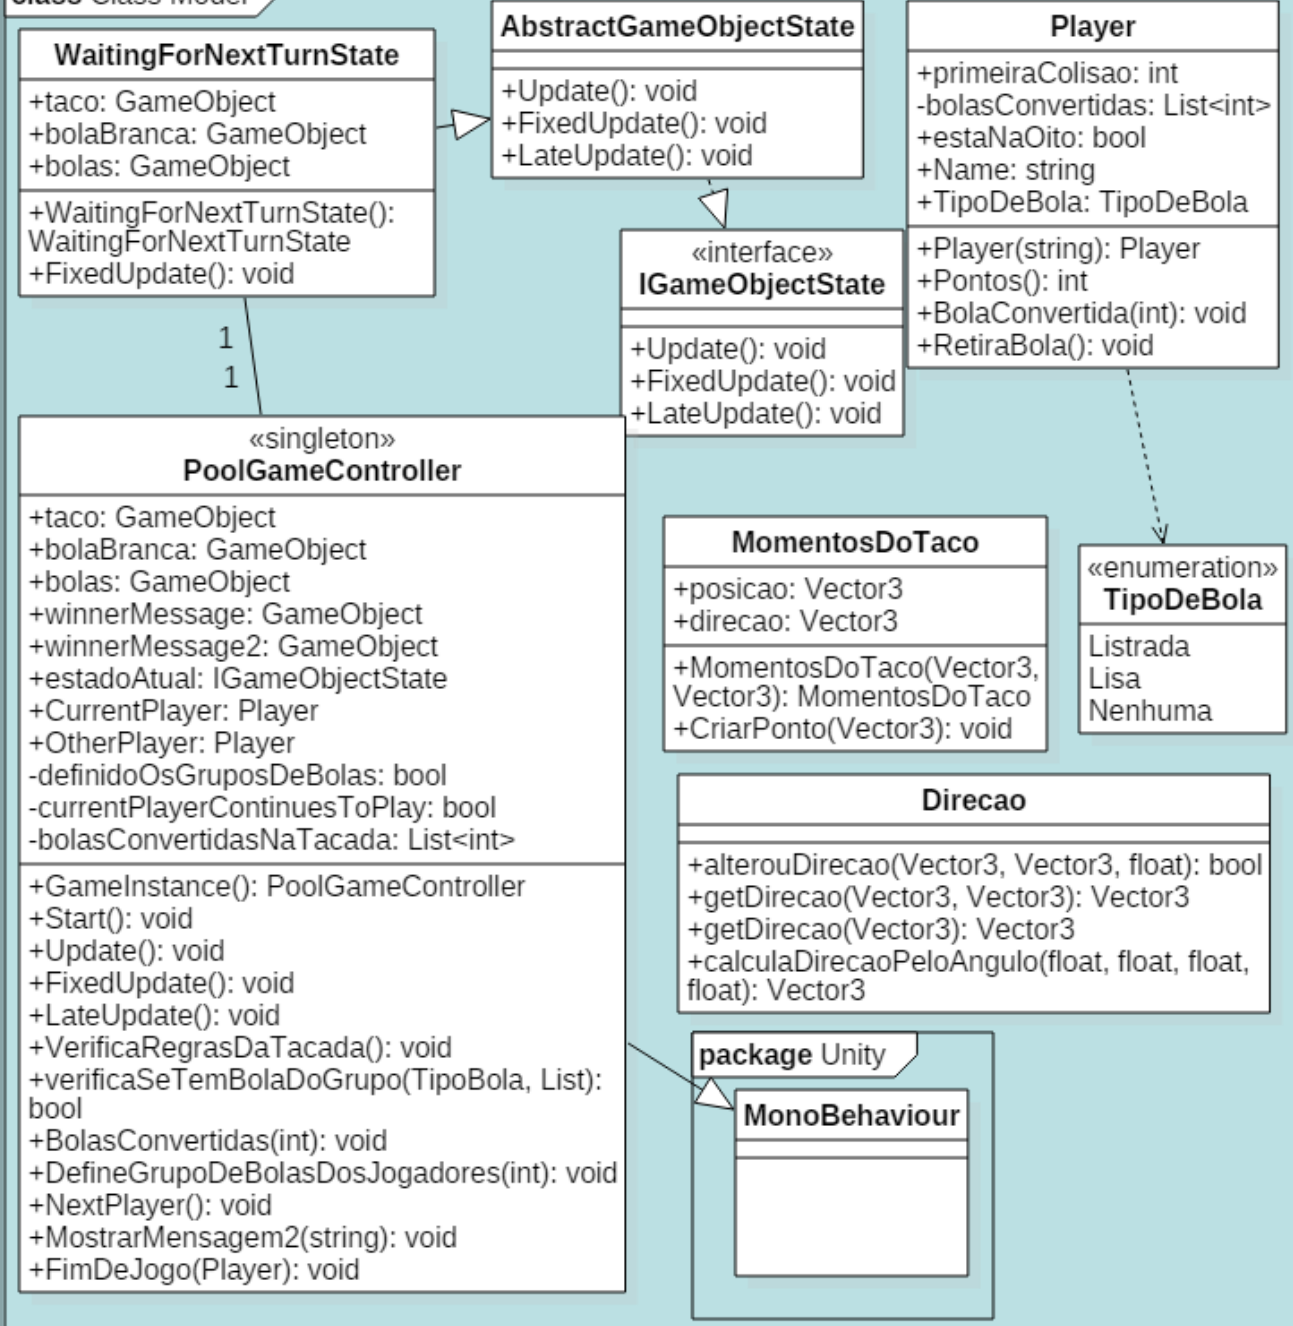 class Class Model
WaitingForNextTurnState
+taco: GameObject
+bolaBranca: GameObject
+bolas: GameObject
+WaitingForNextTurnState():
WaitingForNextTurnState
+FixedUpdate(): void
AbstractGameObjectState
+Update(): void
+FixedUpdate(): void
+LateUpdate(): void
Player
+primeiraColisao: int
-bolasConvertidas: List<int>
+estaNaOito: bool
+Name: string
+TipoDeBola: TipoDeBola
+Player(string): Player
+Pontos(): int
+BolaConvertida(int): void
+RetiraBola(): void
«interface»
IGameObjectState
+Update(): void
+FixedUpdate(): void
+LateUpdate(): void
1
1
«singleton»
PoolGameController
+taco: GameObject
+bolaBranca: GameObject
+bolas: GameObject
+winnerMessage: GameObject
+winnerMessage2: GameObject
+estadoAtual: IGameObjectState
+CurrentPlayer: Player
+OtherPlayer: Player
-definidoOsGruposDeBolas: bool
-currentPlayerContinuesToPlay: bool
-bolasConvertidasNaTacada: List<int>
+GameInstance(): PoolGameController
+Start(): void
+Update(): void
+FixedUpdate(): void
+LateUpdate(): void
+VerificaRegrasDaTacada(): void
+verificaSeTemBolaDoGrupo(TipoBola, List):
bool
+BolasConvertidas(int): void
+DefineGrupoDeBolasDosJogadores(int): void
+NextPlayer(): void
+MostrarMensagem2(string): void
+FimDeJogo(Player): void
MomentosDoTaco
+posicao: Vector3
+direcao: Vector3
+MomentosDoTaco(Vector3,
Vector3): MomentosDoTaco
+CriarPonto(Vector3): void
«enumeration»
TipoDeBola
Listrada
Lisa
Nenhuma
Direcao
+alterouDirecao(Vector3, Vector3, float): bool
+getDirecao(Vector3, Vector3): Vector3
+getDirecao(Vector3): Vector3
+calculaDirecaoPeloAngulo(float, float, float,
float): Vector3
package Unity
MonoBehaviour